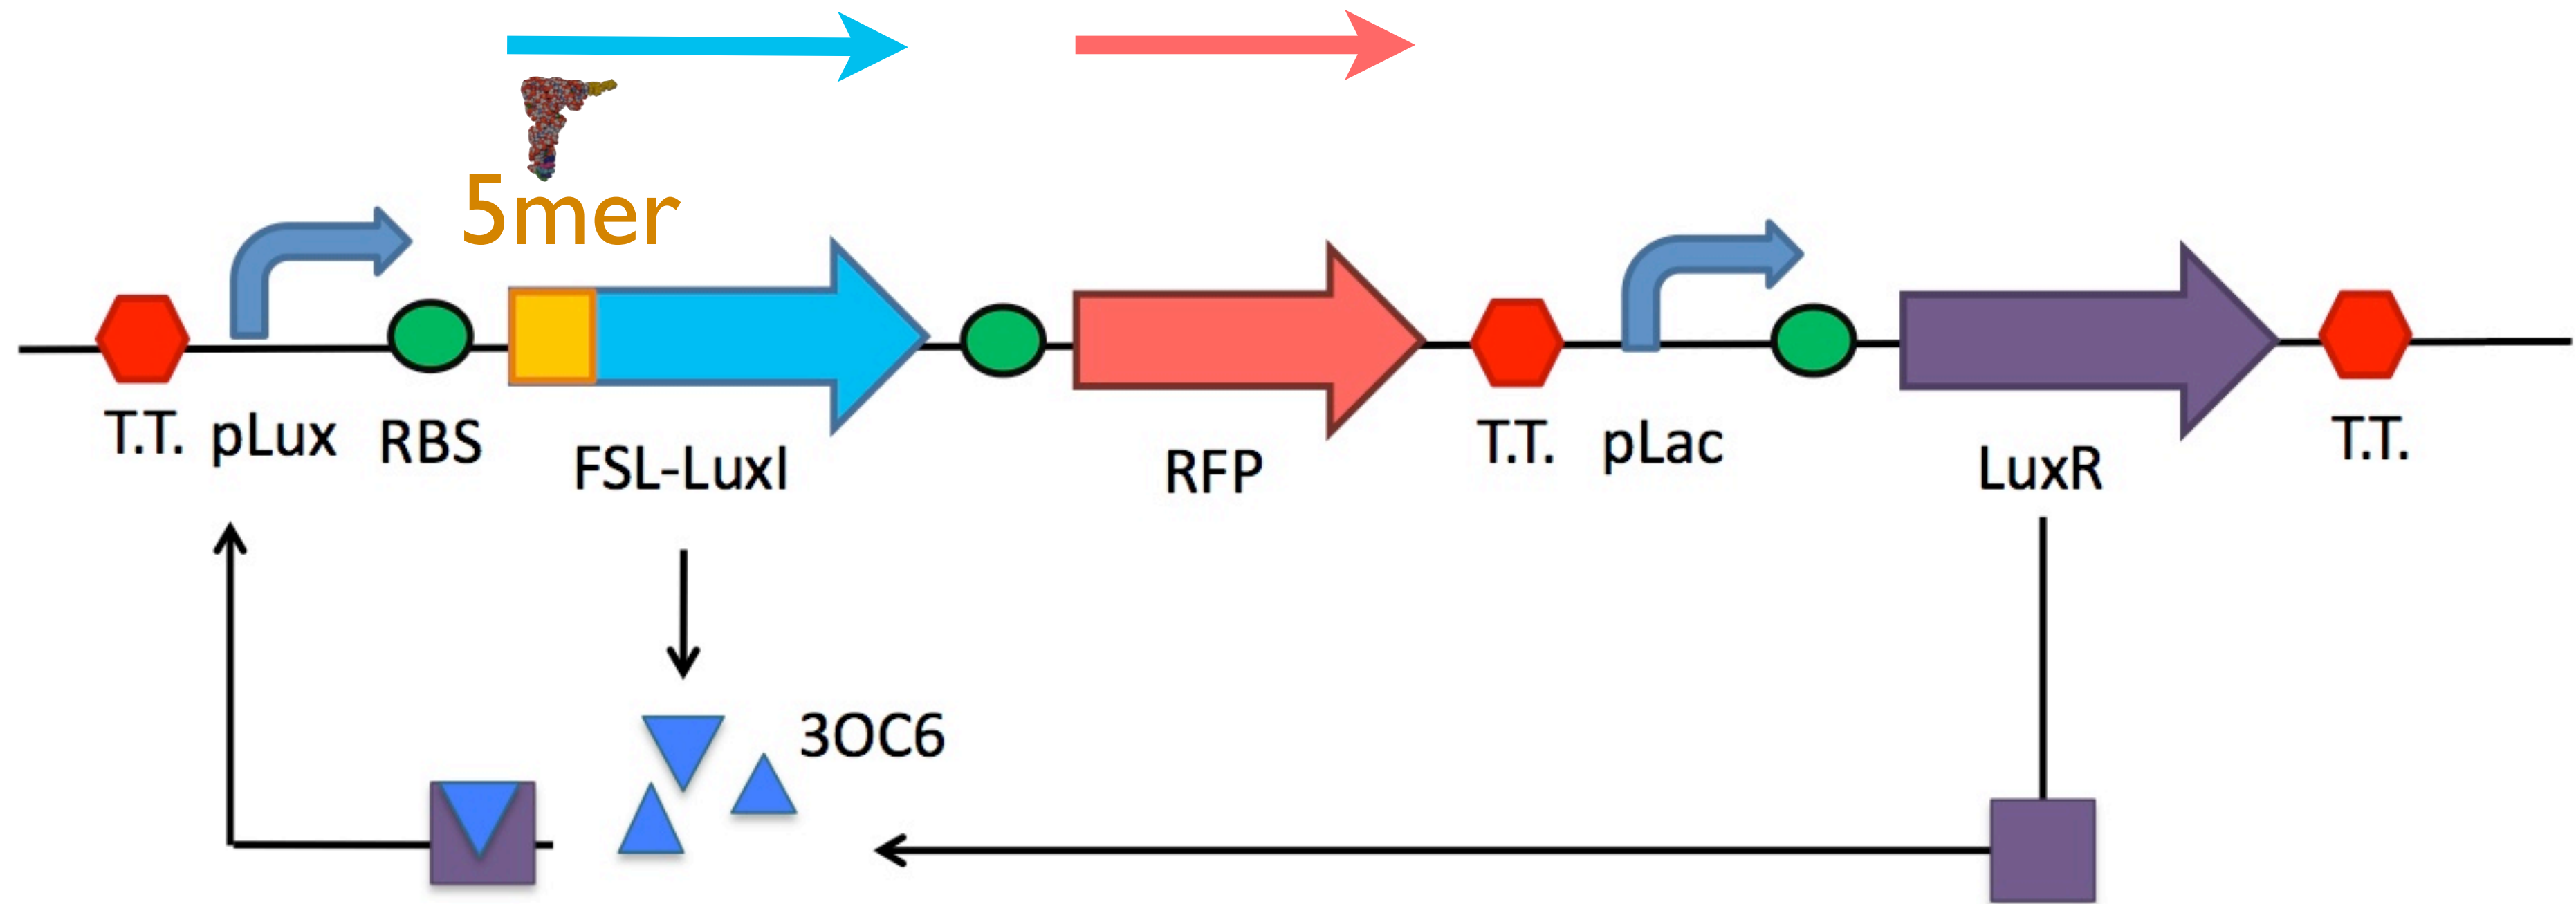 5mer
T.T.
pLux
RBS
FSL-LuxI
RFP
T.T.
pLac
LuxR
T.T.
3OC6